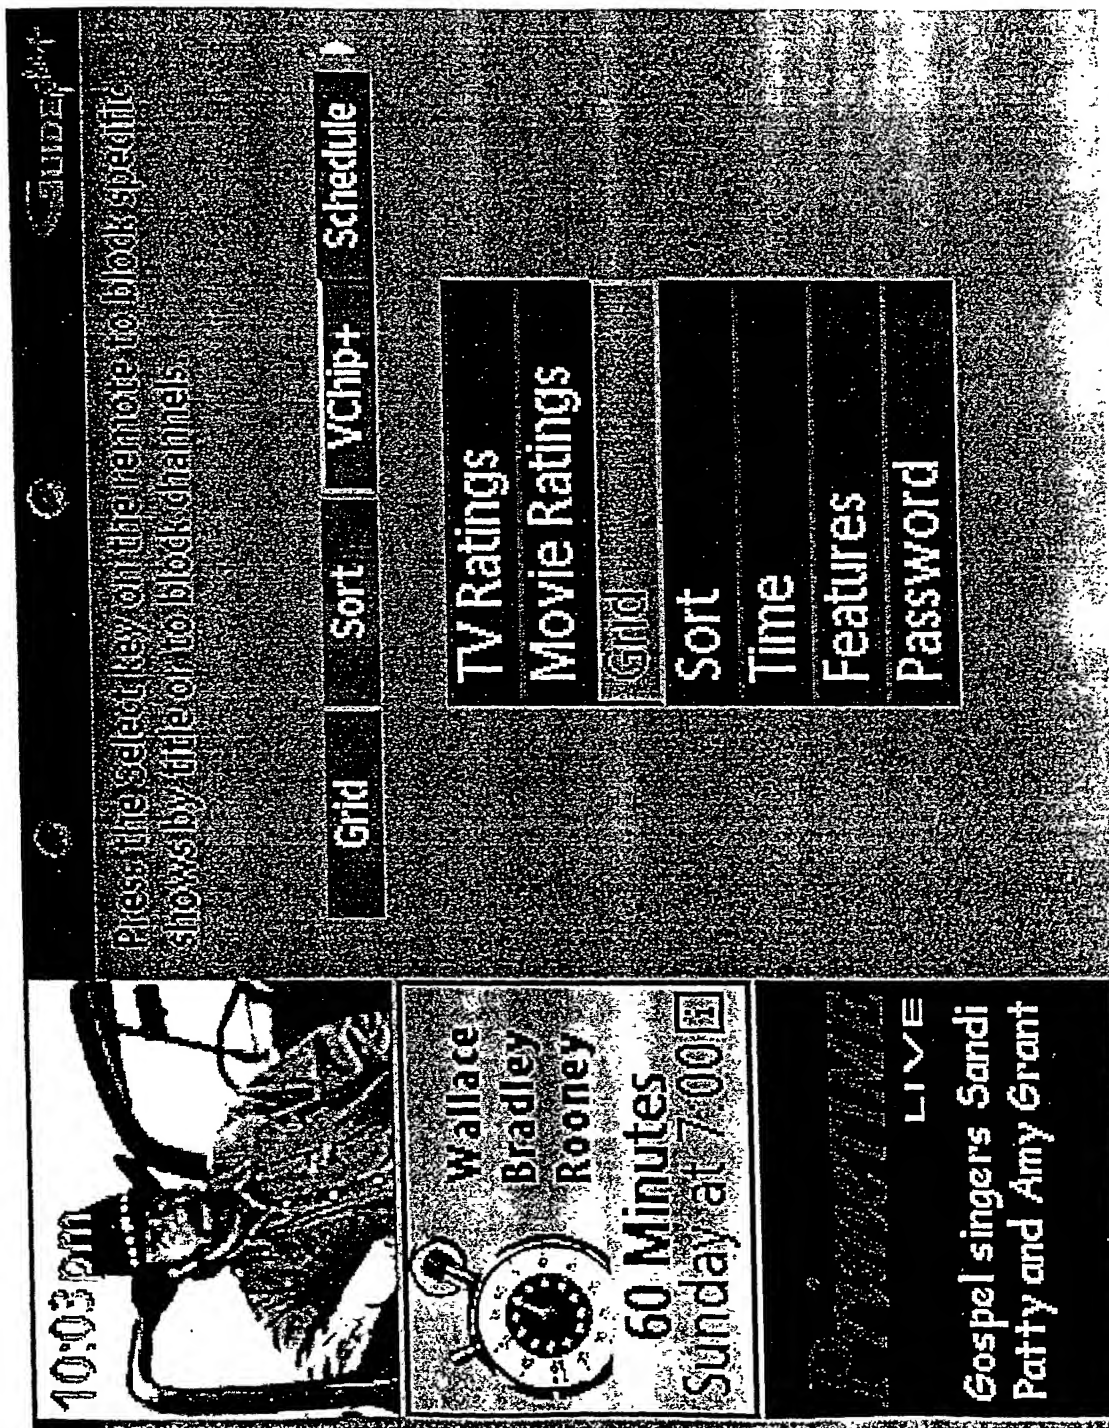 10:03 pm
GUIDE
Press the select key on the remote to block specific
shows by title or to block channels
Grid
Sort
VChip+
Schedule
TV Ratings
Movie Ratings
Grid
Sort
Time
Features
Password
Wallace
Bradley
Rooney
60 Minutes
Sunday at 7:00
LIVE
Gospel singers Sandi
Patty and Amy Grant